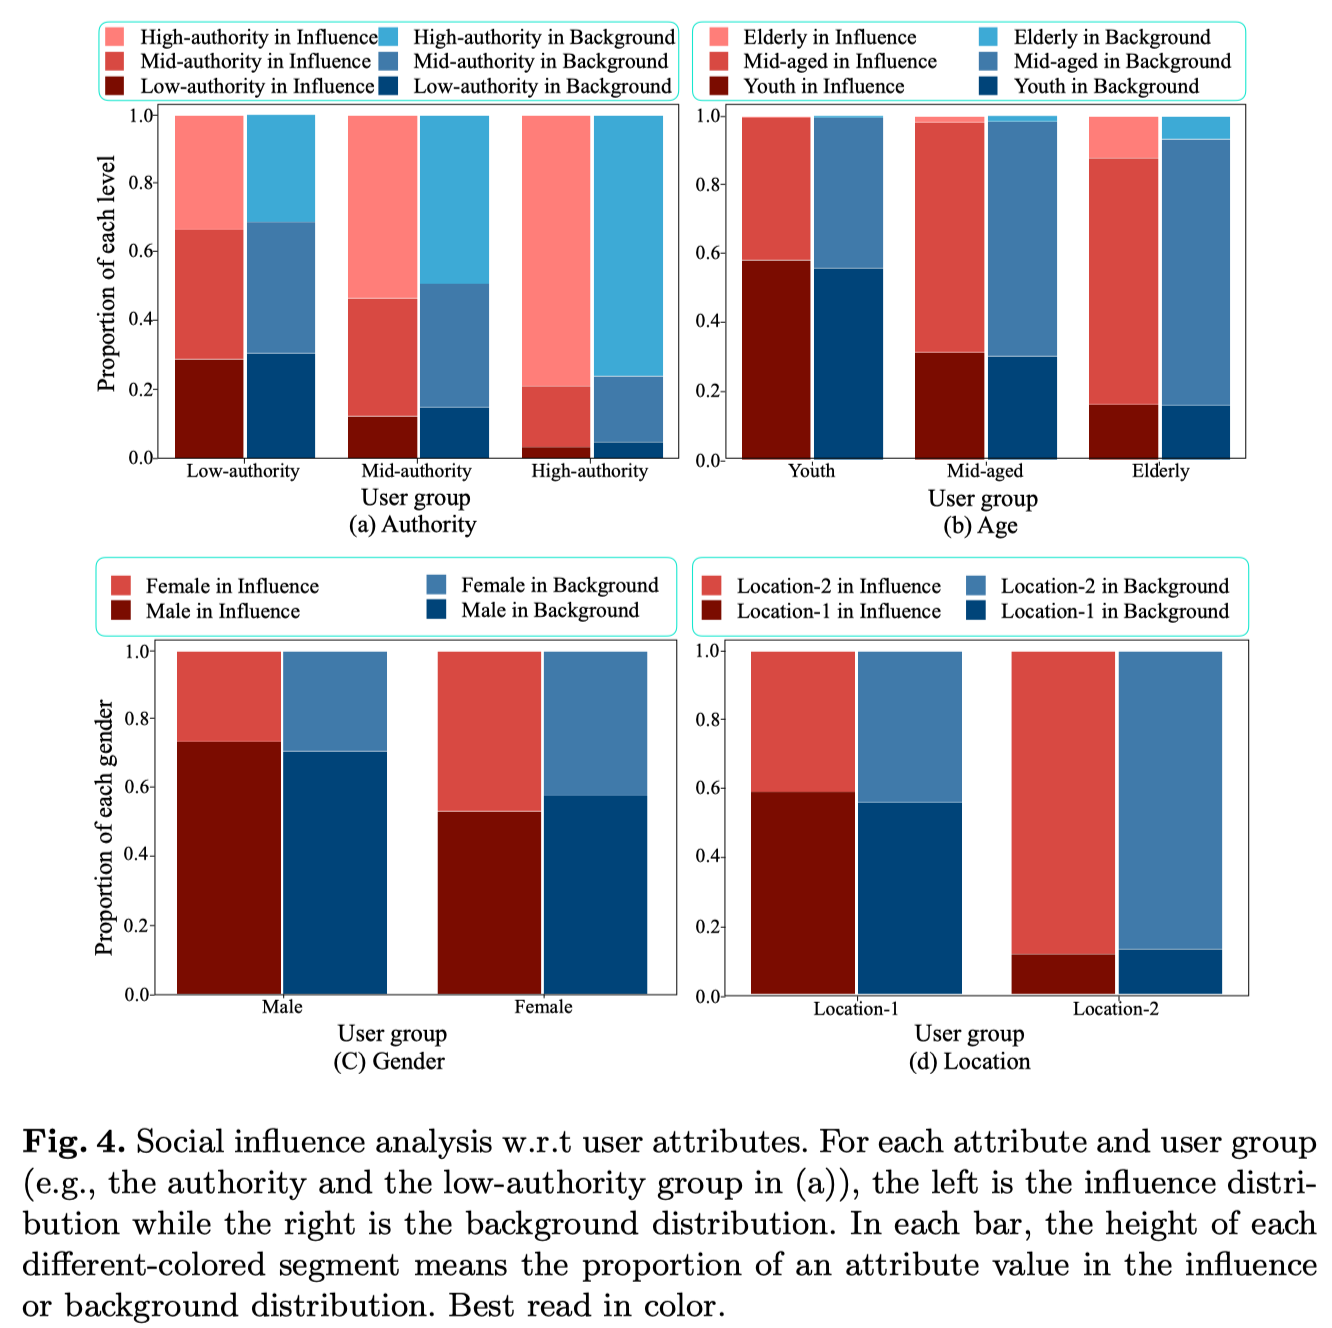 High-authority in Influence High-authority in Background
Mid-authority in Influence Mid-authority in Background
Low-authority in Influence Low-authority in Background
Proportion of each level
1.0
0.8
0.6
0.4
0.2
0.0
Low-authority Mid-authority High-authority
User group
(a) Authority
Elderly in Influence Elderly in Background
Mid-aged in Influence Mid-aged in Background
Youth in Influence Youth in Background
1.0
0.8
0.6
0.4
0.2
0.0
Youth Mid-aged Elderly
User group
(b) Age
Female in Influence Female in Background
Male in Influence Male in Background
Proportion of each gender
1.0
0.8
0.6
0.4
0.2
0.0
Male Female
User group
(C) Gender
Location-2 in Influence Location-2 in Background
Location-1 in Influence Location-1 in Background
1.0
0.8
0.6
0.4
0.2
0.0
Location-1 Location-2
User group
(d) Location
Fig. 4. Social influence analysis w.r.t user attributes. For each attribute and user group
(e.g., the authority and the low-authority group in (a)), the left is the influence distri-
bution while the right is the background distribution. In each bar, the height of each
different-colored segment means the proportion of an attribute value in the influence
or background distribution. Best read in color.